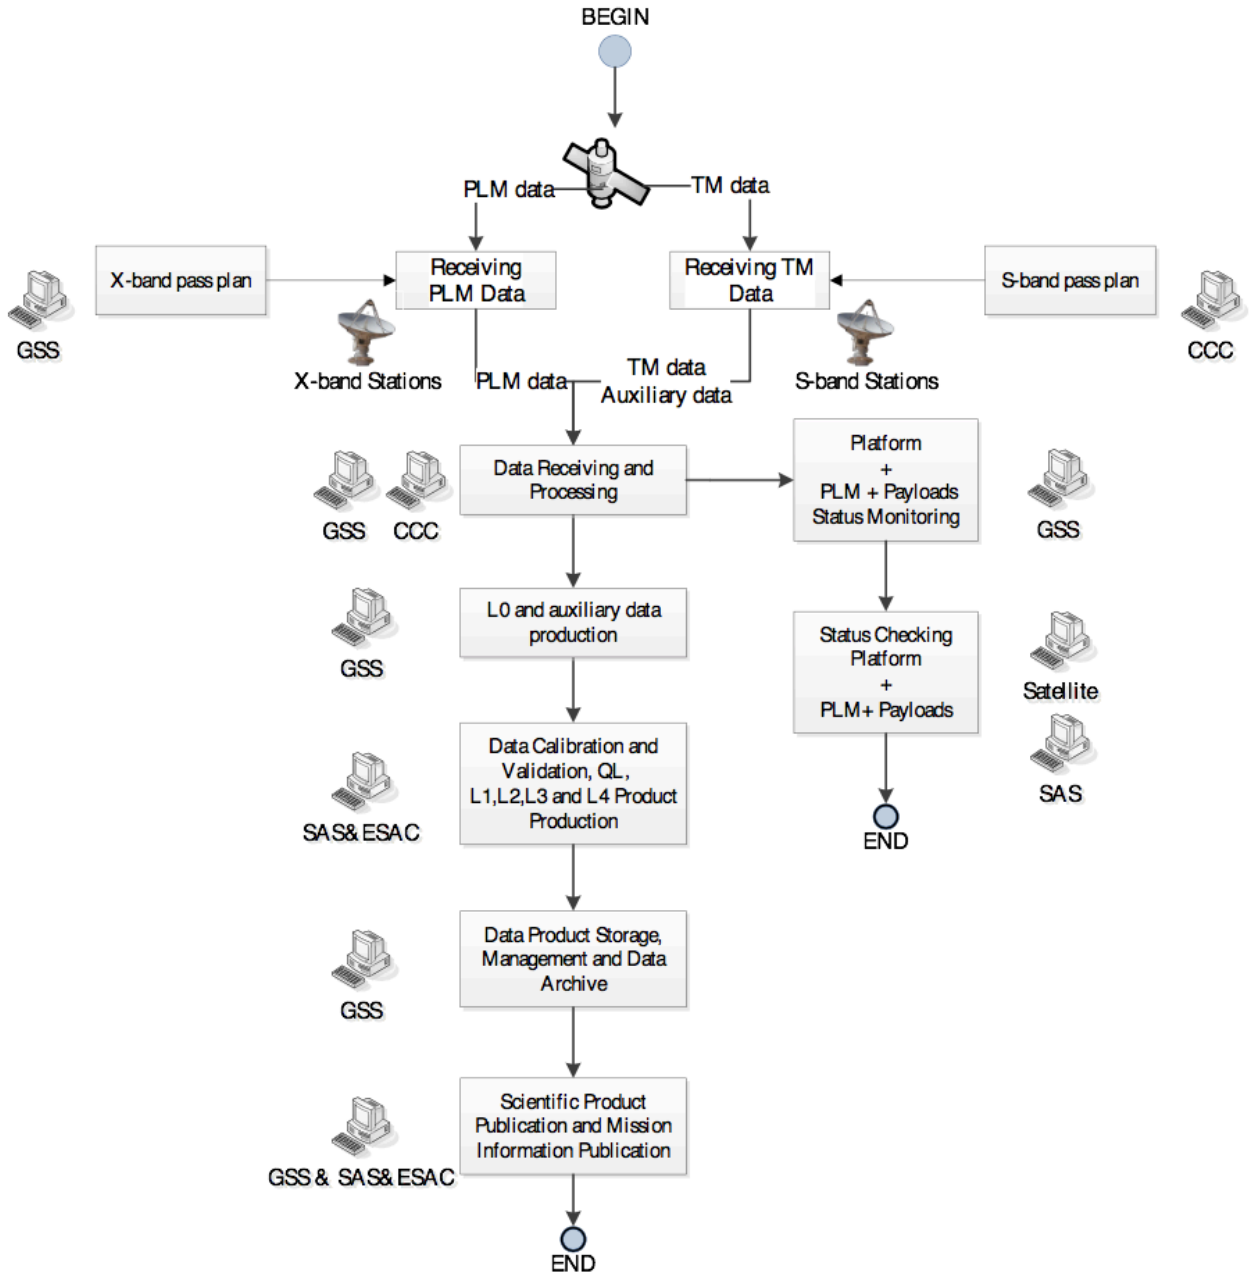 BEGIN
PLM data
TM data
X-band pass plan
Receiving
PLM Data
Receiving TM
Data
S-band pass plan
GSS
CCC
X-band Stations
S-band Stations
PLM data
TM data
Auxiliary data
Data Receiving and
Processing
GSS
CCC
Platform
+
PLM + Payloads
Status Monitoring
GSS
L0 and auxiliary data
production
GSS
Status Checking
Platform
+
PLM+ Payloads
Satellite
SAS
Data Calibration and
Validation, QL,
L1,L2,L3 and L4 Product
Production
SAS&ESAC
END
Data Product Storage,
Management and Data
Archive
GSS
Scientific Product
Publication and Mission
Information Publication
GSS & SAS&ESAC
END